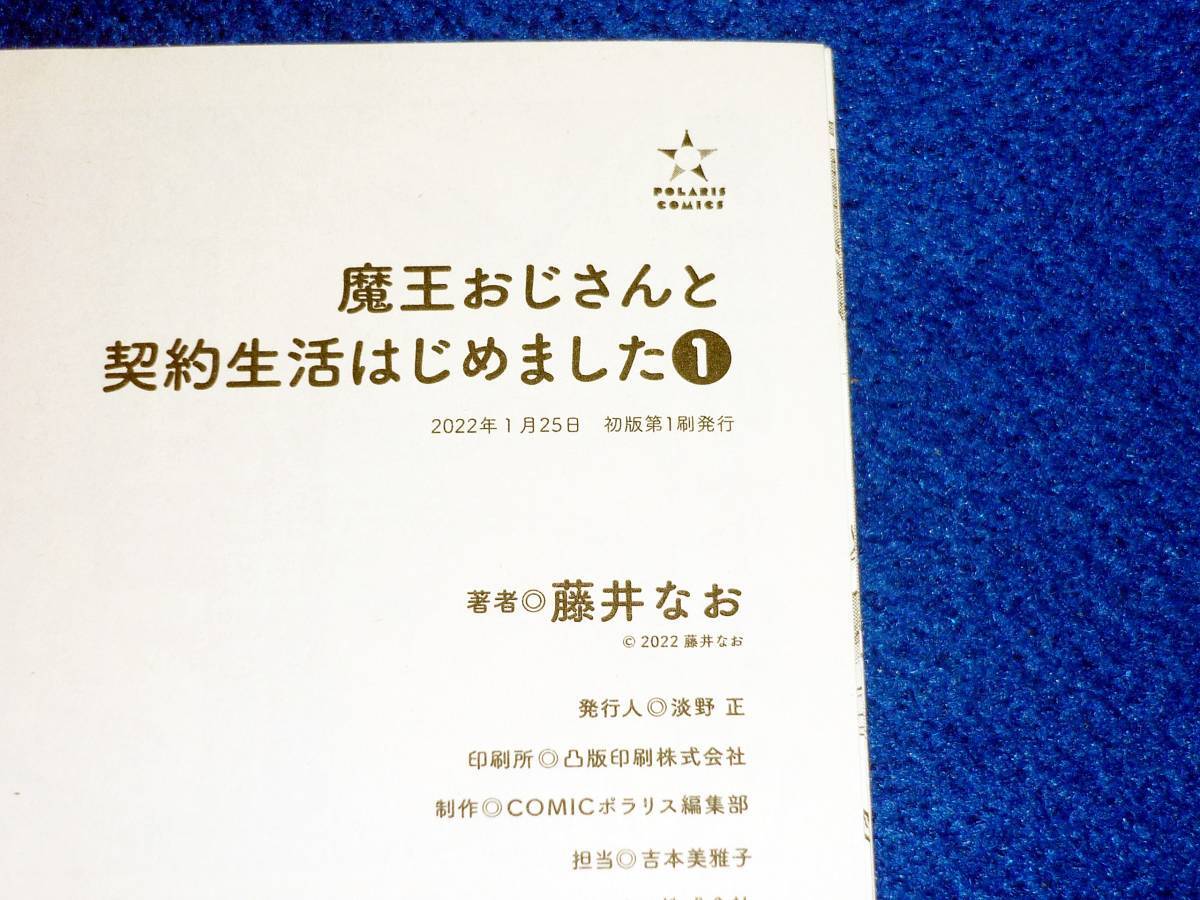 POLARIS
COMICS
魔王おじさんと
契約生活はじめました❶
2022年1月25日　初版第1刷発行
著者◎藤井なお
© 2022 藤井なお
発行人◎淡野 正
印刷所◎凸版印刷株式会社
制作◎COMICポラリス編集部
担当◎吉本美雅子